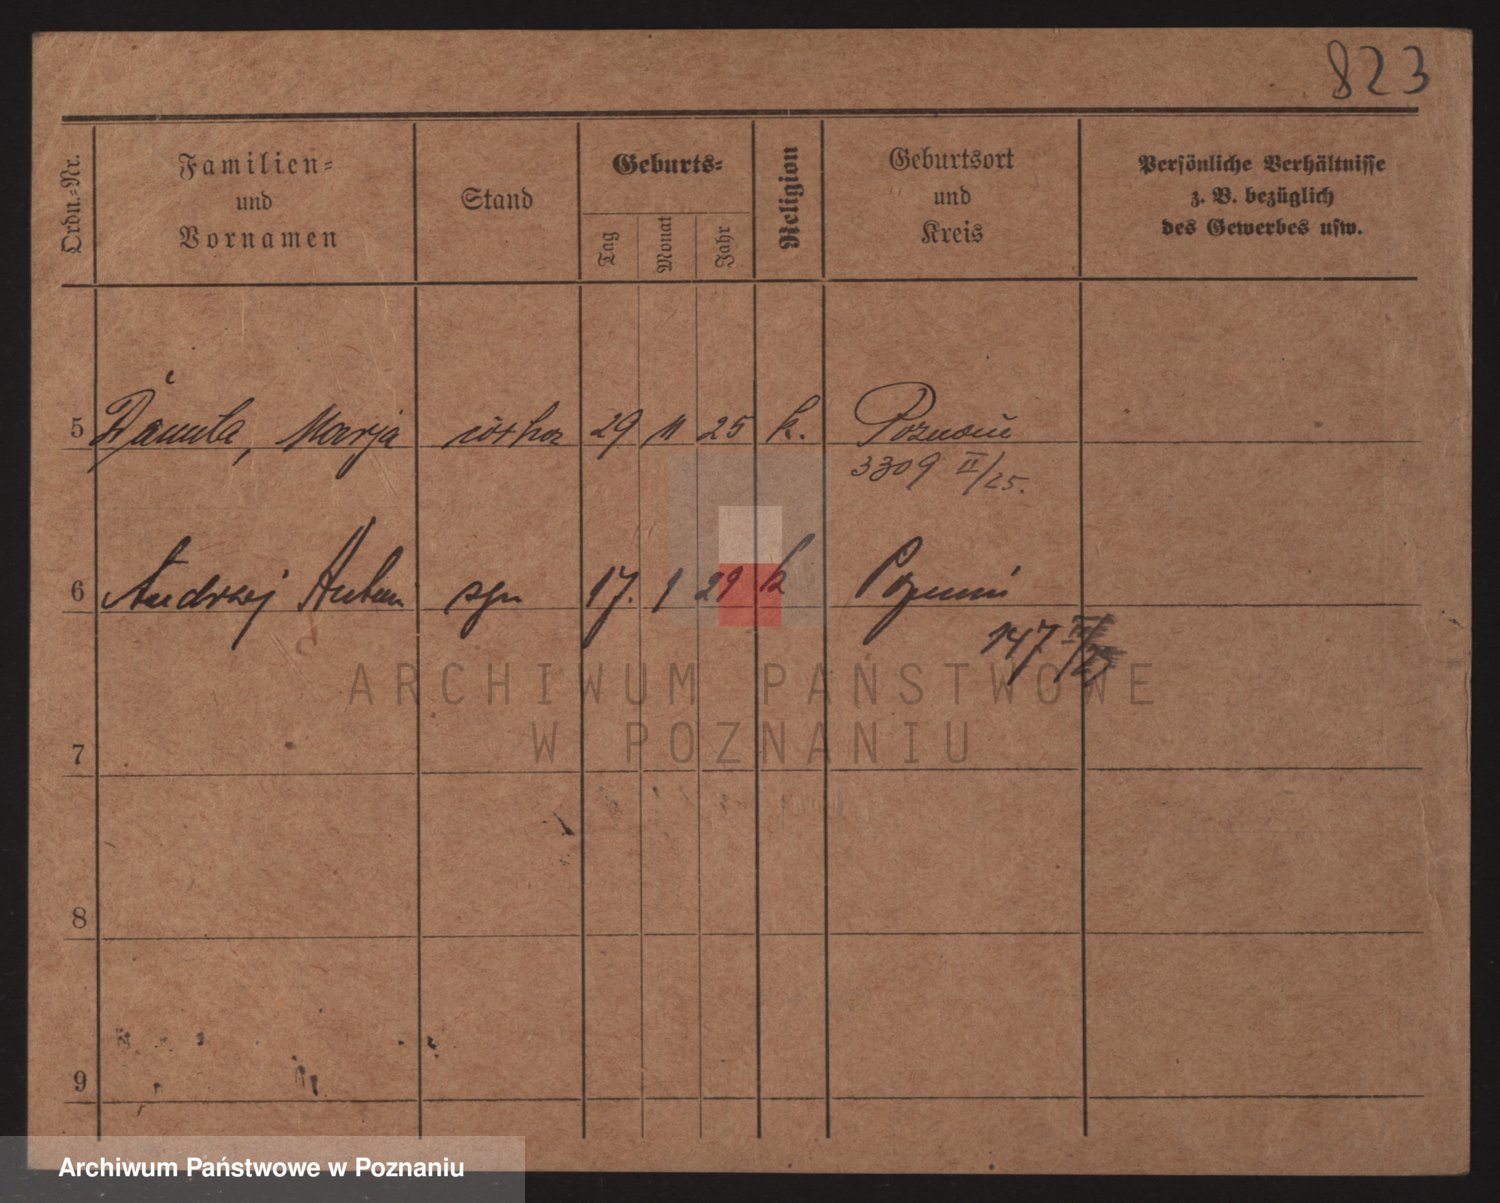 823
Ordn.-Nr.
Familien-
und
Vornamen
Stand
Geburts-
Tag
Monat
Jahr
Religion
Geburtsort
und
Kreis
Persönliche Verhältnisse
z. B. bezüglich
des Gewerbes usw.
5 Marja córka 29 11 25 k. Poznań
3309 II/25.
6 Andrzej syn 17. 1 29 k Poznań
147
ARCHIWUM PAŃSTWOWE
W POZNANIU
7
8
9
Archiwum Państwowe w Poznaniu